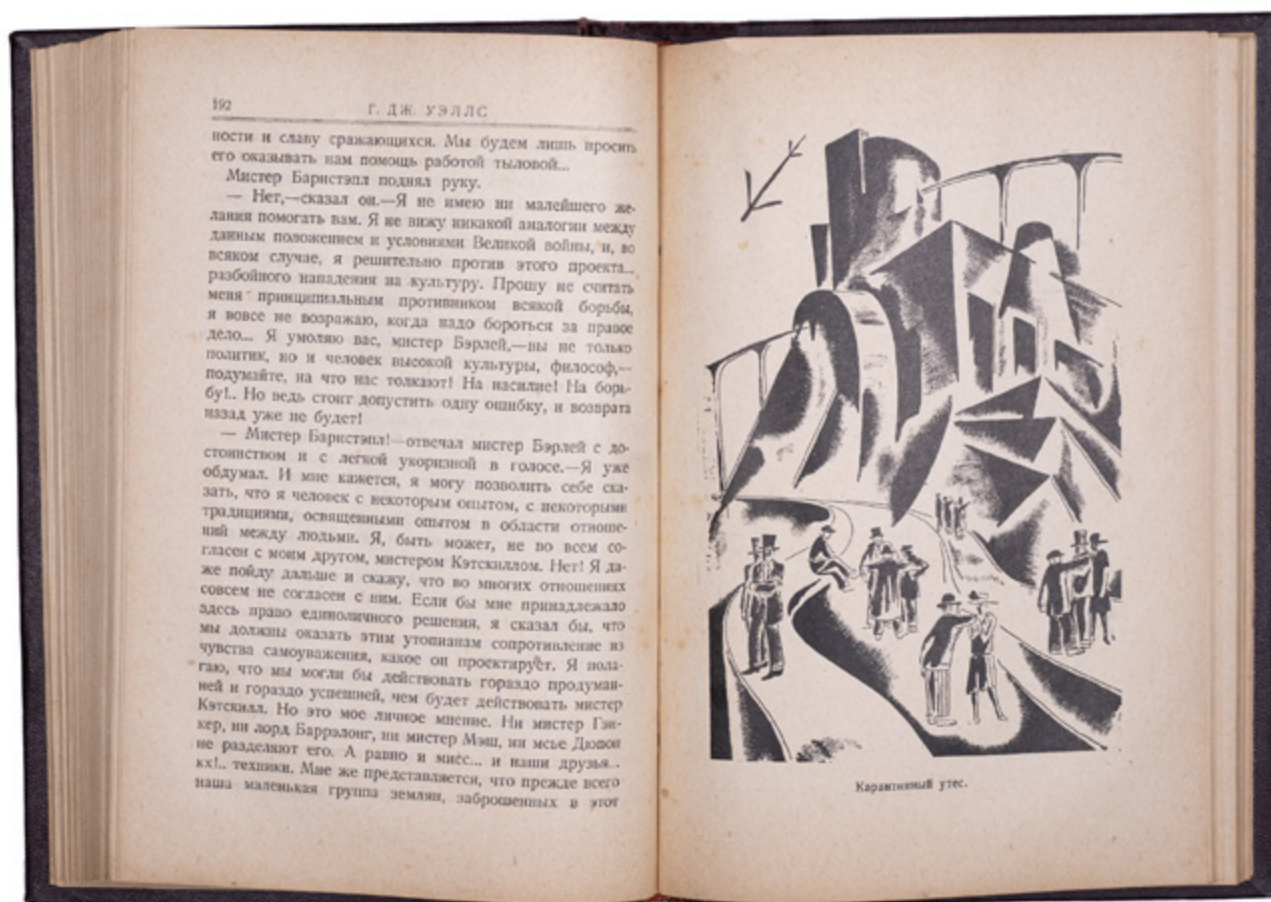 192
Г. ДЖ. УЭЛЛС
ности и славу сражающихся. Мы будем лишь просить
его оказывать нам помощь работой тыловой...
Мистер Барнстэпл поднял руку.
— Нет,—сказал он.—Я не имею ни малейшего же-
лания помогать вам. Я не вижу никакой аналогии между
данным положением и условиями Великой войны, и, во
всяком случае, я решительно против этого проекта...
разбойного нападения на культуру. Прошу не считать
меня принципиальным противником всякой борьбы,
я вовсе не возражаю, когда надо бороться за правое
дело... Я умоляю вас, мистер Бэрлей,—вы не только
политик, но и человек высокой культуры, философ,—
подумайте, на что нас толкают! На насилие! На борь-
бу!.. Но ведь стоит допустить одну ошибку, и возврата
назад уже не будет!
— Мистер Барнстэпл!—отвечал мистер Бэрлей с до-
стоинством и с легкой укоризной в голосе.—Я уже
обдумал. И мне кажется, я могу позволить себе ска-
зать, что я человек с некоторым опытом, с некоторыми
традициями, освященными опытом в области отноше-
ний между людьми. Я, быть может, не во всем со-
гласен с моим другом, мистером Кэтскиллом. Нет! Я да-
же пойду дальше и скажу, что во многих отношениях
совсем не согласен с ним. Если бы мне принадлежало
здесь право единоличного решения, я сказал бы, что
мы должны оказать этим утопианам сопротивление из
чувства самоуважения, какое он проектирует. Я пола-
гаю, что мы могли бы действовать гораздо продуман-
ней и гораздо успешней, чем будет действовать мистер
Кэтскилл. Но это мое личное мнение. Ни мистер Гэн-
кер, ни лорд Баррэлонг, ни мистер Мэш, ни мсье Дюпон
не разделяют его. А равно и мисс... и наши друзья...
кх!.. техники. Мне же представляется, что прежде всего
наша маленькая группа землян, заброшенных в этот
Карантинный утес.